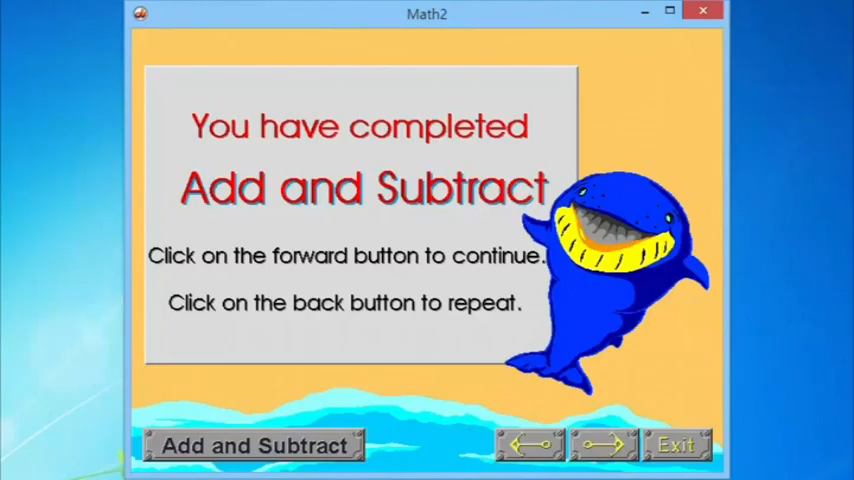 Math2
You have completed
Add and Subtract
Click on the forward button to continue.
Click on the back button to repeat.
Add and Subtract
Exit